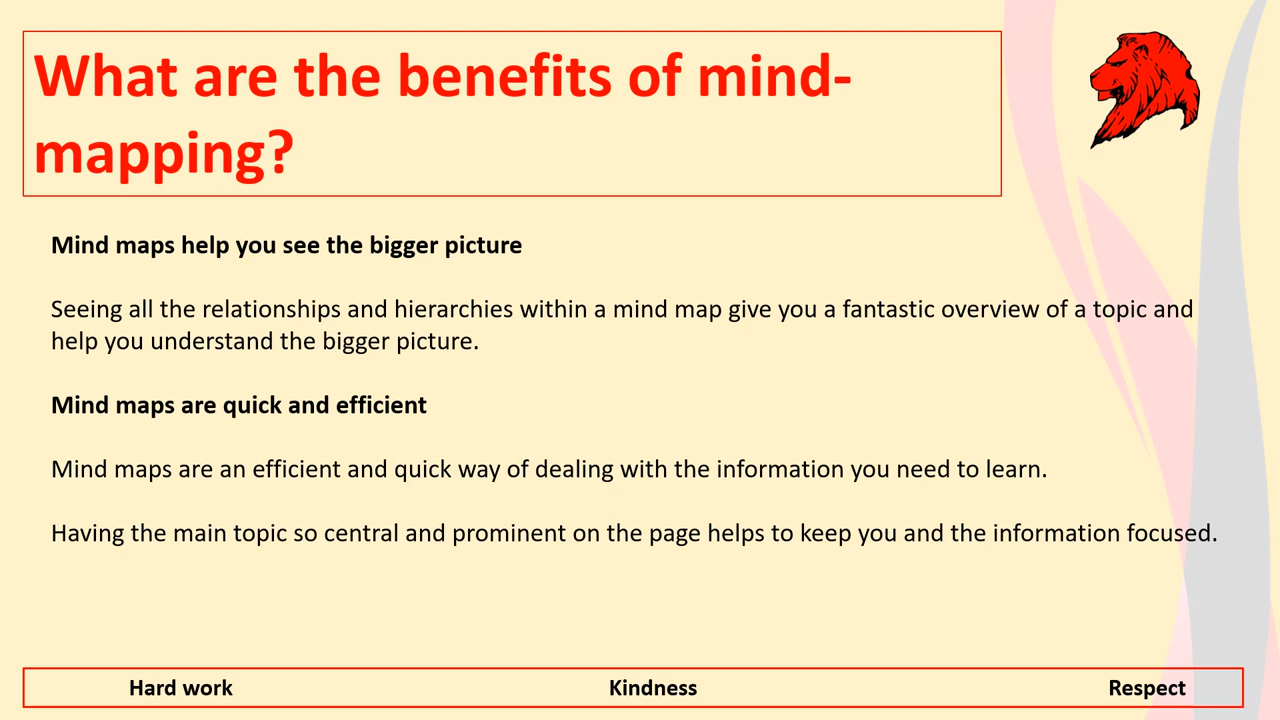 What are the benefits of mind-
mapping?
Mind maps help you see the bigger picture
Seeing all the relationships and hierarchies within a mind map give you a fantastic overview of a topic and
help you understand the bigger picture.
Mind maps are quick and efficient
Mind maps are an efficient and quick way of dealing with the information you need to learn.
Having the main topic so central and prominent on the page helps to keep you and the information focused.
Hard work Kindness Respect